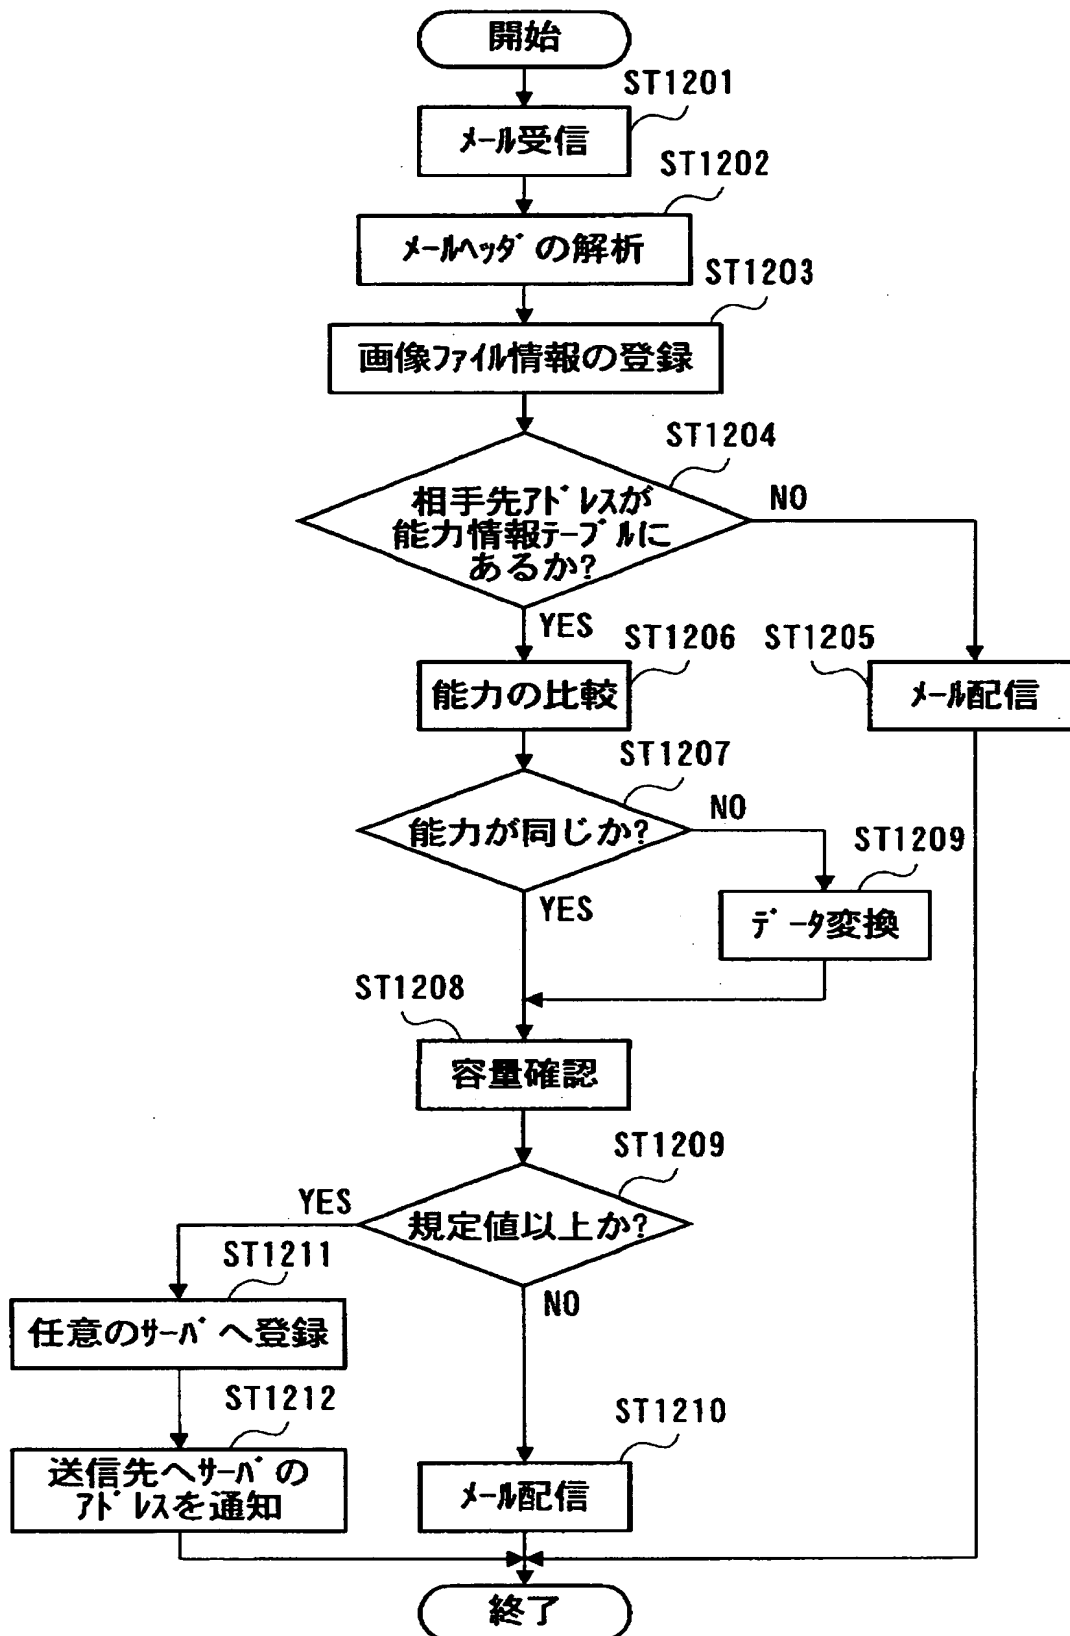 開始
ST1201
メール受信
ST1202
メールヘッダの解析
ST1203
画像ファイル情報の登録
ST1204
相手先アドレスが
能力情報テーブルに
あるか?
NO
YES
ST1206
ST1205
能力の比較
メール配信
ST1207
能力が同じか?
NO
ST1209
YES
データ変換
ST1208
容量確認
ST1209
YES
規定値以上か?
ST1211
NO
任意のサーバへ登録
ST1212
ST1210
送信先へサーバの
アドレスを通知
メール配信
終了